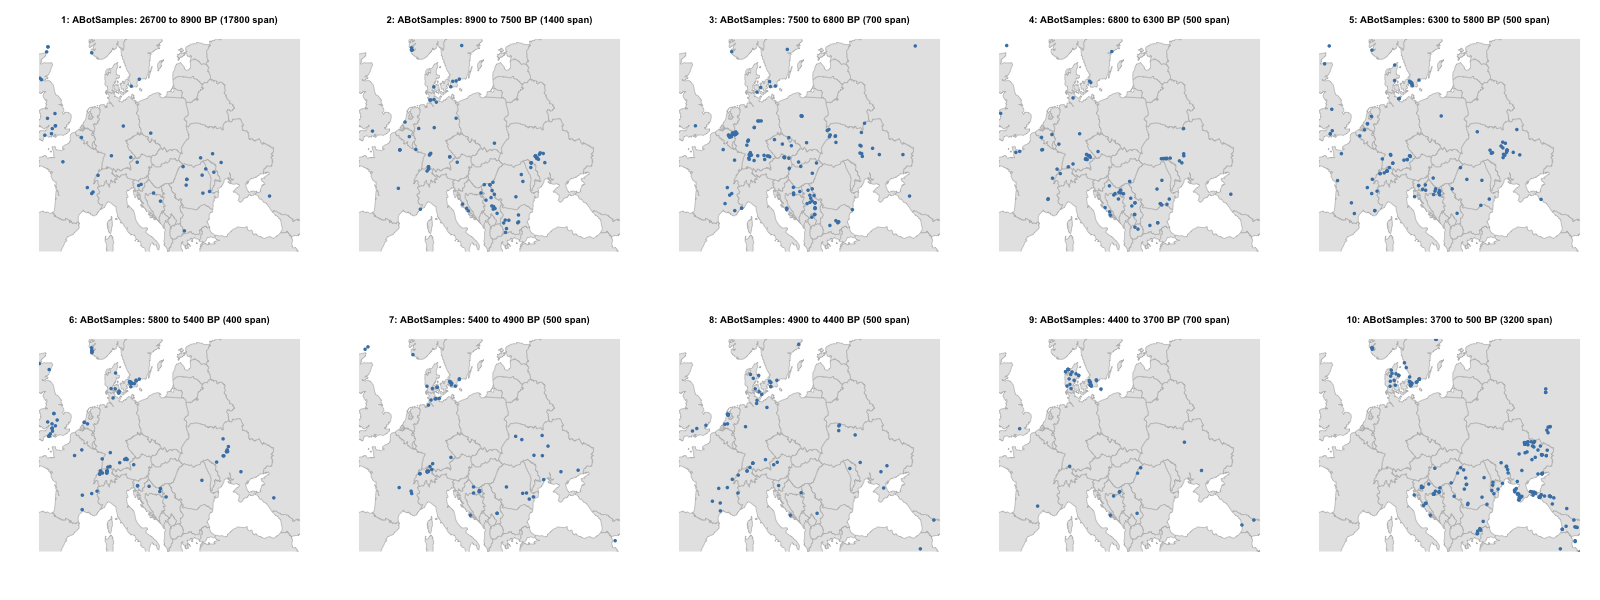 1: ABotSamples: 26700 to 8900 BP (17800 span)
2: ABotSamples: 8900 to 7500 BP (1400 span)
3: ABotSamples: 7500 to 6800 BP (700 span)
4: ABotSamples: 6800 to 6300 BP (500 span)
5: ABotSamples: 6300 to 5800 BP (500 span)
6: ABotSamples: 5800 to 5400 BP (400 span)
7: ABotSamples: 5400 to 4900 BP (500 span)
8: ABotSamples: 4900 to 4400 BP (500 span)
9: ABotSamples: 4400 to 3700 BP (700 span)
10: ABotSamples: 3700 to 500 BP (3200 span)